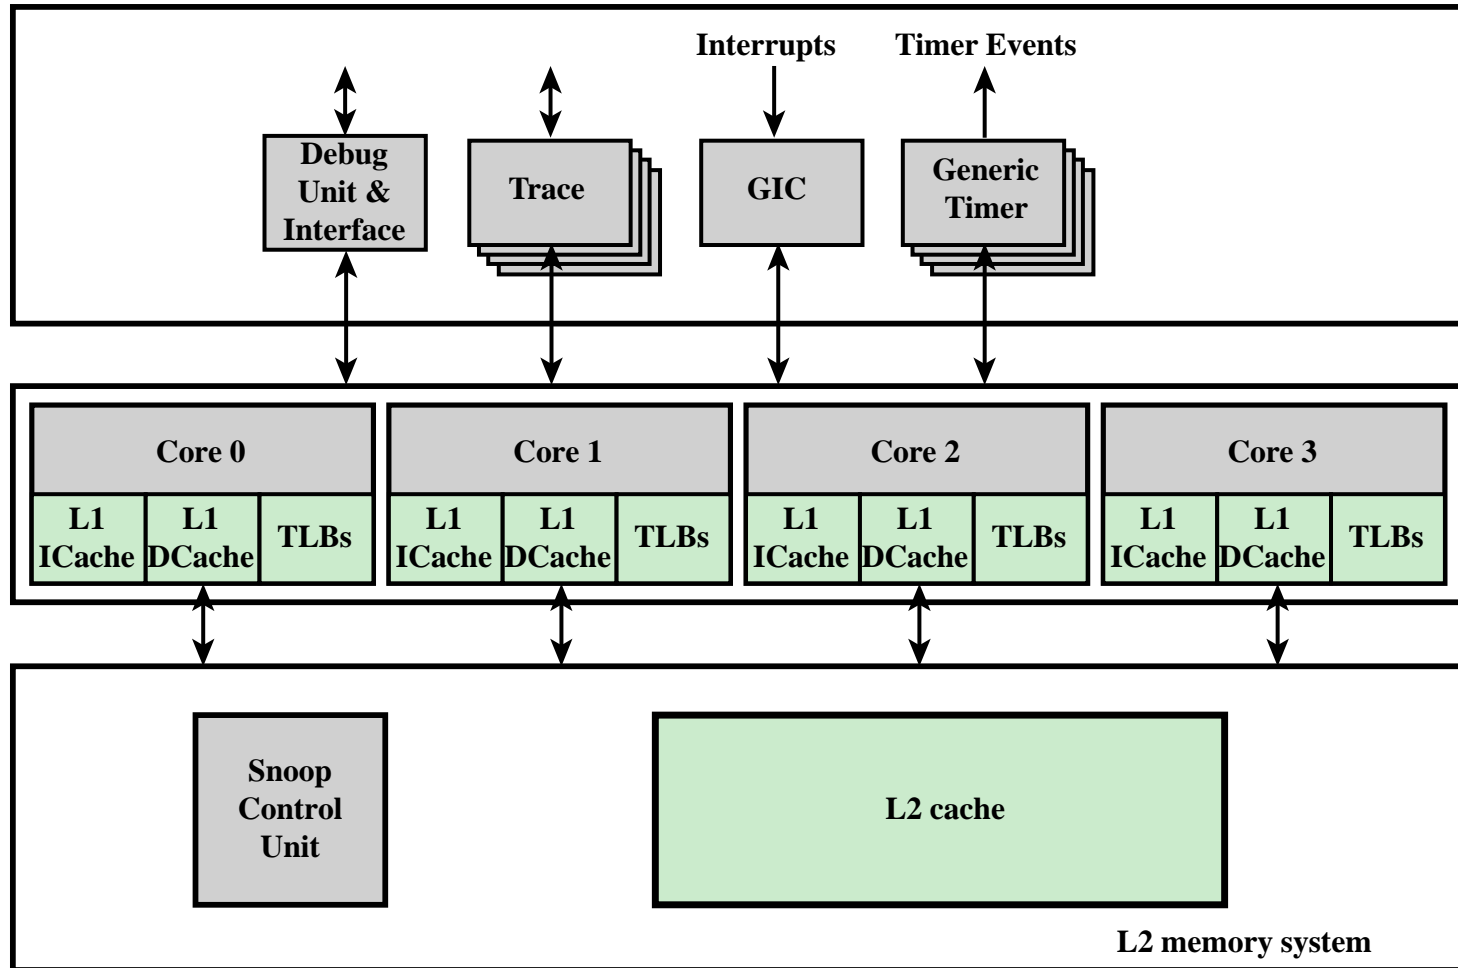 Interrupts
Timer Events
Debug
Unit &
Interface
Trace
GIC
Generic
Timer
Core 0
L1
ICache
L1
DCache
TLBs
Core 1
L1
ICache
L1
DCache
TLBs
Core 2
L1
ICache
L1
DCache
TLBs
Core 3
L1
ICache
L1
DCache
TLBs
Snoop
Control
Unit
L2 cache
L2 memory system